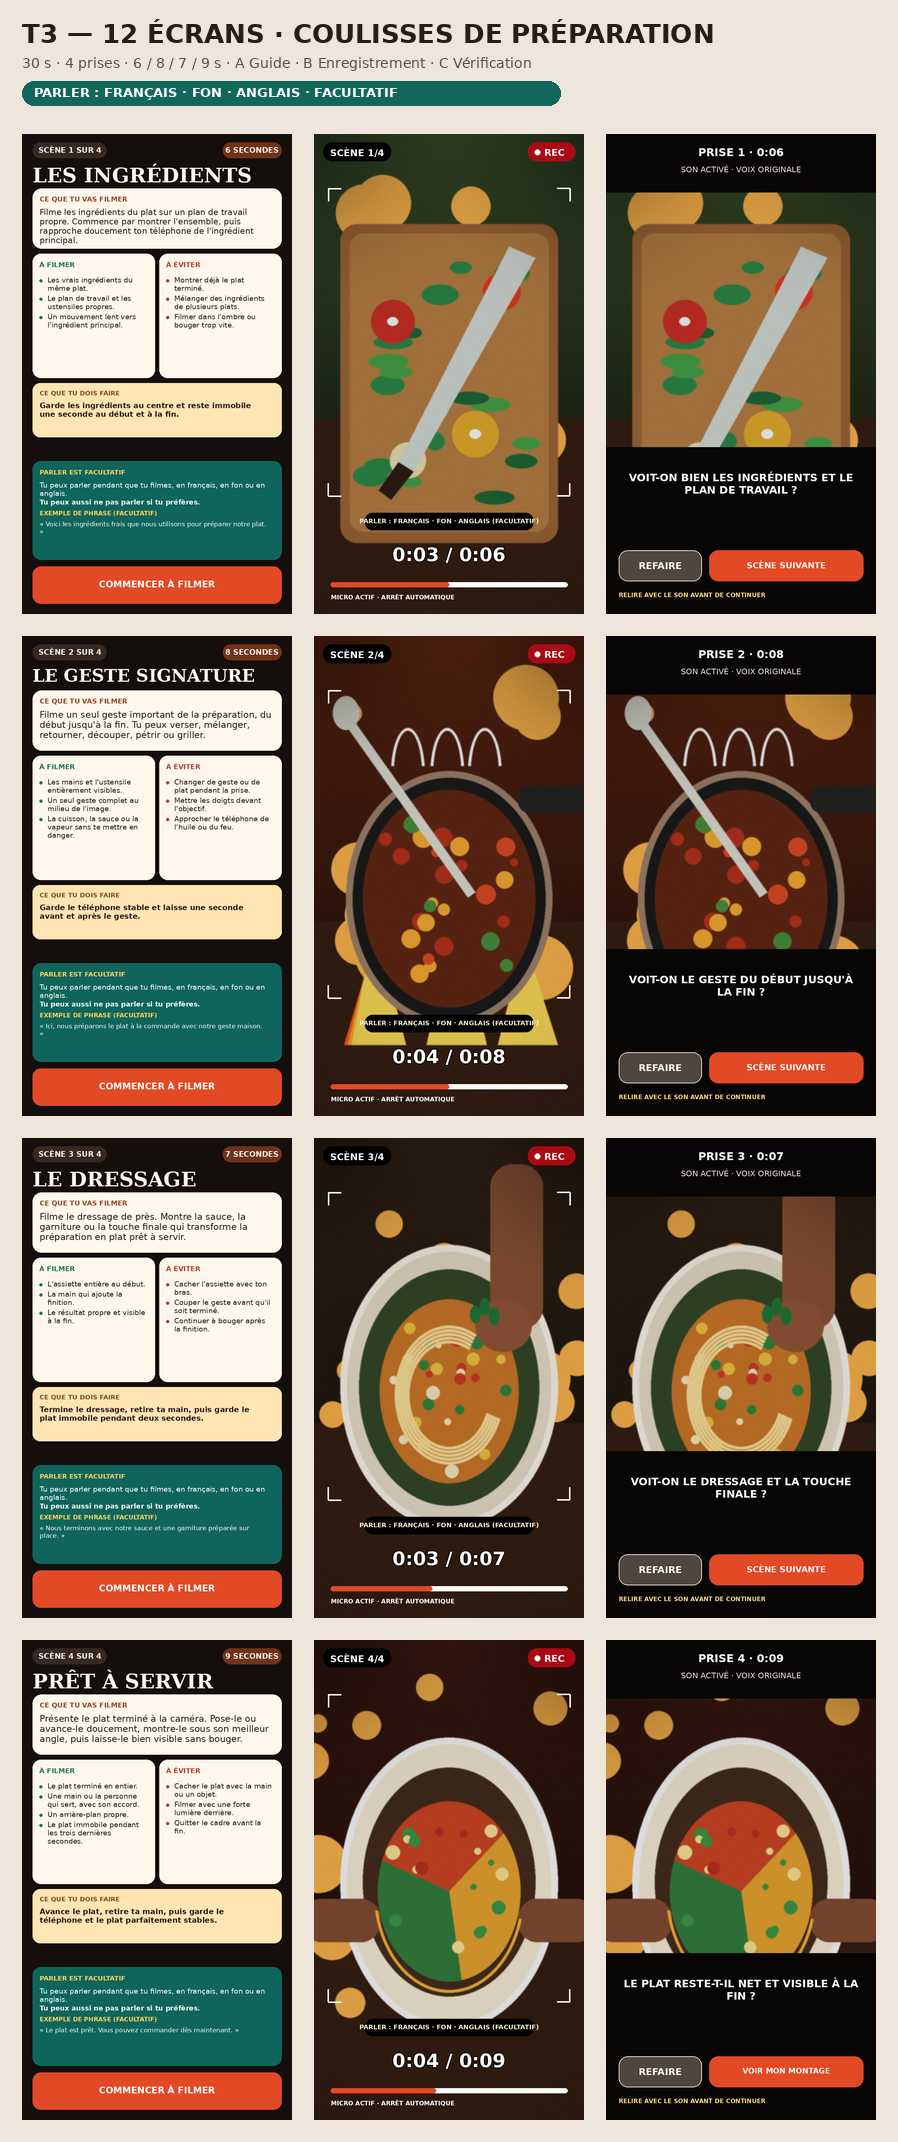 T3 — 12 ÉCRANS · COULISSES DE PRÉPARATION
30 s · 4 prises · 6 / 8 / 7 / 9 s · A Guide · B Enregistrement · C Vérification
PARLER : FRANÇAIS · FON · ANGLAIS · FACULTATIF
SCÈNE 1 SUR 4
6 SECONDES
LES INGRÉDIENTS
CE QUE TU VAS FILMER
Filme les ingrédients du plat sur un plan de travail
propre. Commence par montrer l'ensemble, puis
rapproche doucement ton téléphone de l'ingrédient
principal.
À FILMER
• Les vrais ingrédients du
même plat.
• Le plan de travail et les
ustensiles propres.
• Un mouvement lent vers
l'ingrédient principal.
À ÉVITER
• Montrer déjà le plat
terminé.
• Mélanger des ingrédients
de plusieurs plats.
• Filmer dans l'ombre ou
bouger trop vite.
CE QUE TU DOIS FAIRE
Garde les ingrédients au centre et reste immobile
une seconde au début et à la fin.
PARLER EST FACULTATIF
Tu peux parler pendant que tu filmes, en français, en fon ou en
anglais.
Tu peux aussi ne pas parler si tu préfères.
EXEMPLE DE PHRASE (FACULTATIF)
« Voici les ingrédients frais que nous utilisons pour préparer notre plat.
»
COMMENCER À FILMER
SCÈNE 1/4
● REC
PARLER : FRANÇAIS · FON · ANGLAIS (FACULTATIF)
0:03 / 0:06
MICRO ACTIF · ARRÊT AUTOMATIQUE
PRISE 1 · 0:06
SON ACTIVÉ · VOIX ORIGINALE
VOIT-ON BIEN LES INGRÉDIENTS ET LE
PLAN DE TRAVAIL ?
REFAIRE
SCÈNE SUIVANTE
RELIRE AVEC LE SON AVANT DE CONTINUER
SCÈNE 2 SUR 4
8 SECONDES
LE GESTE SIGNATURE
CE QUE TU VAS FILMER
Filme un seul geste important de la préparation, du
début jusqu'à la fin. Tu peux verser, mélanger,
retourner, découper, pétrir ou griller.
À FILMER
• Les mains et l'ustensile
entièrement visibles.
• Un seul geste complet au
milieu de l'image.
• La cuisson, la sauce ou la
vapeur sans te mettre en
danger.
À ÉVITER
• Changer de geste ou de
plat pendant la prise.
• Mettre les doigts devant
l'objectif.
• Approcher le téléphone de
l'huile ou du feu.
CE QUE TU DOIS FAIRE
Garde le téléphone stable et laisse une seconde
avant et après le geste.
PARLER EST FACULTATIF
Tu peux parler pendant que tu filmes, en français, en fon ou en
anglais.
Tu peux aussi ne pas parler si tu préfères.
EXEMPLE DE PHRASE (FACULTATIF)
« Ici, nous préparons le plat à la commande avec notre geste maison.
»
COMMENCER À FILMER
SCÈNE 2/4
● REC
PARLER : FRANÇAIS · FON · ANGLAIS (FACULTATIF)
0:04 / 0:08
MICRO ACTIF · ARRÊT AUTOMATIQUE
PRISE 2 · 0:08
SON ACTIVÉ · VOIX ORIGINALE
VOIT-ON LE GESTE DU DÉBUT JUSQU'À
LA FIN ?
REFAIRE
SCÈNE SUIVANTE
RELIRE AVEC LE SON AVANT DE CONTINUER
SCÈNE 3 SUR 4
7 SECONDES
LE DRESSAGE
CE QUE TU VAS FILMER
Filme le dressage de près. Montre la sauce, la
garniture ou la touche finale qui transforme la
préparation en plat prêt à servir.
À FILMER
• L'assiette entière au début.
• La main qui ajoute la
finition.
• Le résultat propre et visible
à la fin.
À ÉVITER
• Cacher l'assiette avec ton
bras.
• Couper le geste avant qu'il
soit terminé.
• Continuer à bouger après
la finition.
CE QUE TU DOIS FAIRE
Termine le dressage, retire ta main, puis garde le
plat immobile pendant deux secondes.
PARLER EST FACULTATIF
Tu peux parler pendant que tu filmes, en français, en fon ou en
anglais.
Tu peux aussi ne pas parler si tu préfères.
EXEMPLE DE PHRASE (FACULTATIF)
« Nous terminons avec notre sauce et une garniture préparée sur
place. »
COMMENCER À FILMER
SCÈNE 3/4
● REC
PARLER : FRANÇAIS · FON · ANGLAIS (FACULTATIF)
0:03 / 0:07
MICRO ACTIF · ARRÊT AUTOMATIQUE
PRISE 3 · 0:07
SON ACTIVÉ · VOIX ORIGINALE
VOIT-ON LE DRESSAGE ET LA TOUCHE
FINALE ?
REFAIRE
SCÈNE SUIVANTE
RELIRE AVEC LE SON AVANT DE CONTINUER
SCÈNE 4 SUR 4
9 SECONDES
PRÊT À SERVIR
CE QUE TU VAS FILMER
Présente le plat terminé à la caméra. Pose-le ou
avance-le doucement, montre-le sous son meilleur
angle, puis laisse-le bien visible sans bouger.
À FILMER
• Le plat terminé en entier.
• Une main ou la personne
qui sert, avec son accord.
• Un arrière-plan propre.
• Le plat immobile pendant
les trois dernières
secondes.
À ÉVITER
• Cacher le plat avec la main
ou un objet.
• Filmer avec une forte
lumière derrière.
• Quitter le cadre avant la
fin.
CE QUE TU DOIS FAIRE
Avance le plat, retire ta main, puis garde le
téléphone et le plat parfaitement stables.
PARLER EST FACULTATIF
Tu peux parler pendant que tu filmes, en français, en fon ou en
anglais.
Tu peux aussi ne pas parler si tu préfères.
EXEMPLE DE PHRASE (FACULTATIF)
« Le plat est prêt. Vous pouvez commander dès maintenant. »
COMMENCER À FILMER
SCÈNE 4/4
● REC
PARLER : FRANÇAIS · FON · ANGLAIS (FACULTATIF)
0:04 / 0:09
MICRO ACTIF · ARRÊT AUTOMATIQUE
PRISE 4 · 0:09
SON ACTIVÉ · VOIX ORIGINALE
LE PLAT RESTE-T-IL NET ET VISIBLE À LA
FIN ?
REFAIRE
VOIR MON MONTAGE
RELIRE AVEC LE SON AVANT DE CONTINUER